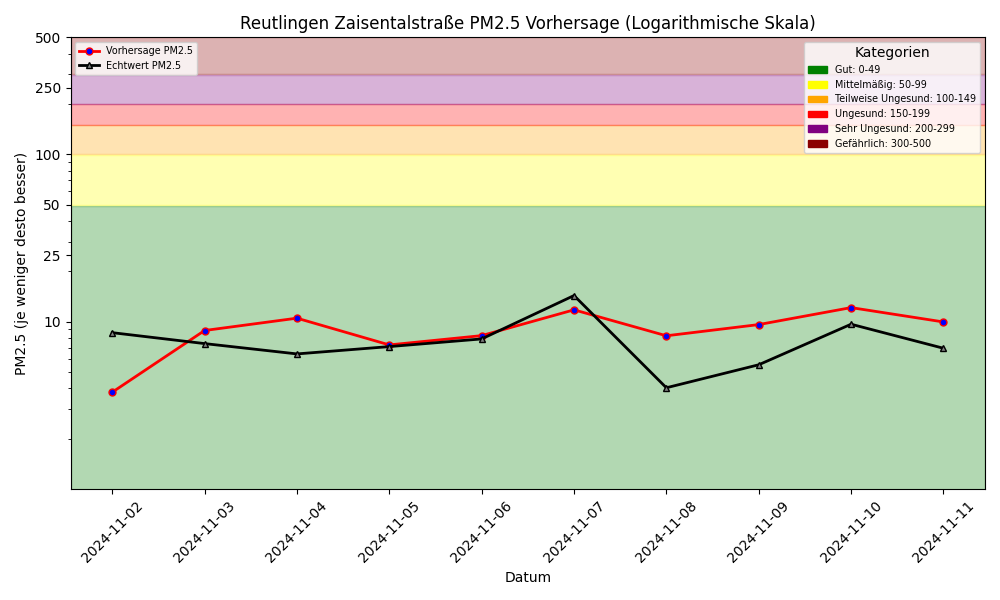 Reutlingen Zaisentalstraße PM2.5 Vorhersage (Logarithmische Skala)
Vorhersage PM2.5
Echtwert PM2.5
Kategorien
Gut: 0-49
Mittelmäßig: 50-99
Teilweise Ungesund: 100-149
Ungesund: 150-199
Sehr Ungesund: 200-299
Gefährlich: 300-500
PM2.5 (je weniger desto besser)
500
250
100
50
25
10
2024-11-02
2024-11-03
2024-11-04
2024-11-05
2024-11-06
2024-11-07
2024-11-08
2024-11-09
2024-11-10
2024-11-11
Datum